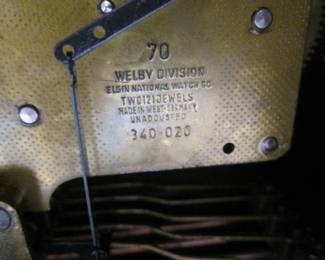 70
WELBY DIVISION
ELGIN NATIONAL WATCH CO.
TWO (2) JEWELS
MADE IN WEST-GERMANY
UNADJUSTED
340-020